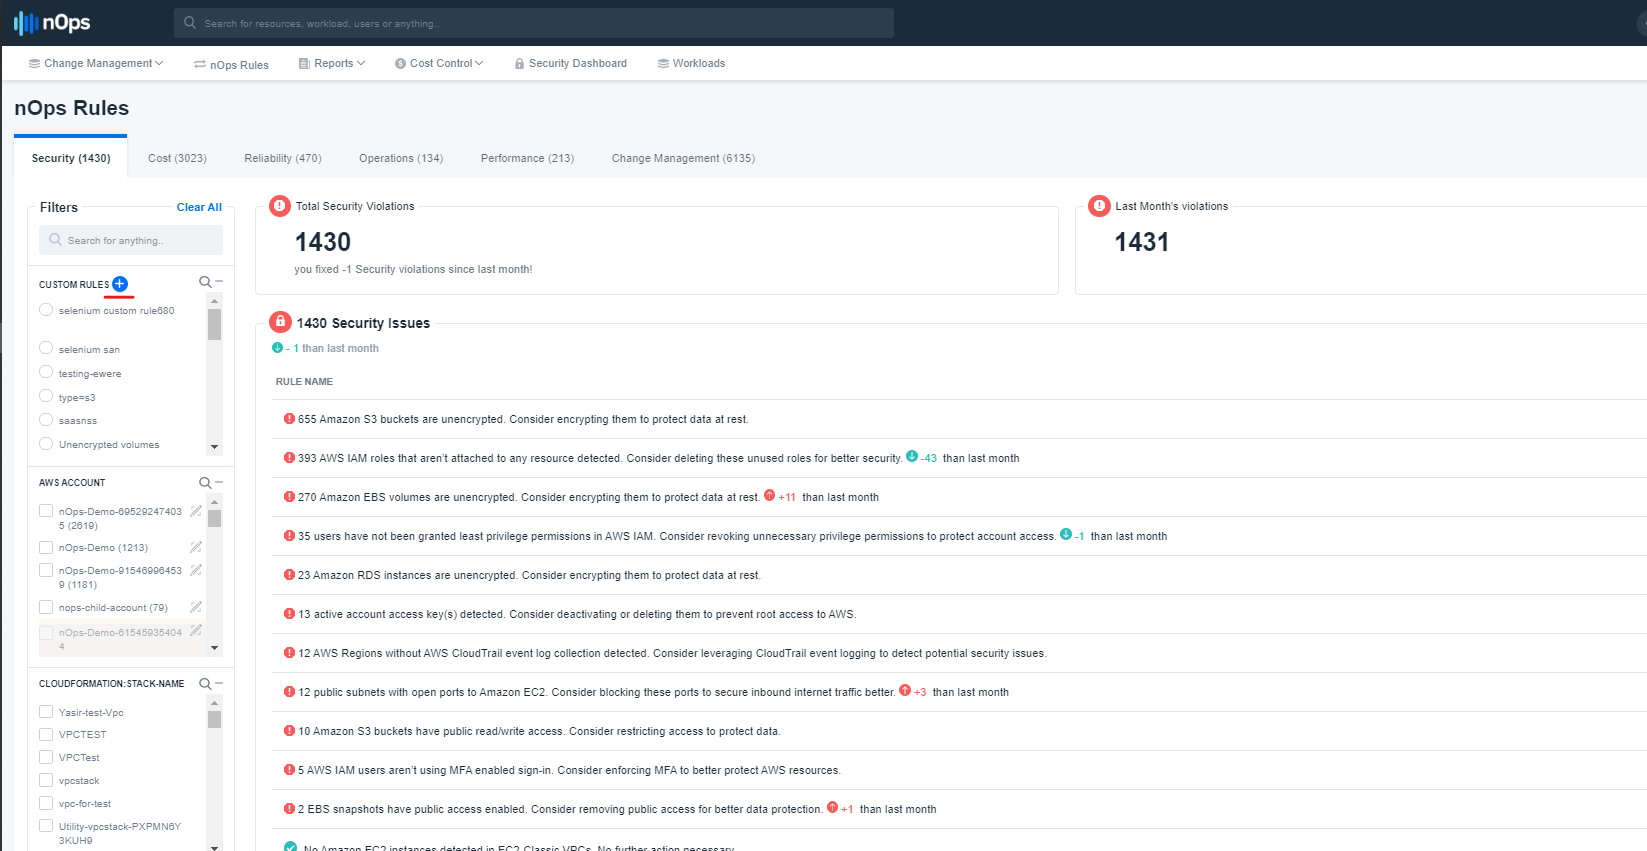 nOps
Search for resources, workload, users or anything..
Change Management
nOps Rules
Reports
Cost Control
Security Dashboard
Workloads
nOps Rules
Security (1430)
Cost (3023)
Reliability (470)
Operations (134)
Performance (213)
Change Management (6135)
Filters
Clear All
Search for anything..
CUSTOM RULES
selenium custom rule680
selenium san
testing-ewere
type=s3
saasnss
Unencrypted volumes
AWS ACCOUNT
nOps-Demo-69529247403
5 (2619)
nOps-Demo (1213)
nOps-Demo-91546996453
9 (1181)
nops-child-account (79)
nOps-Demo-61545935404
4
CLOUDFORMATION:STACK-NAME
Yasir-test-Vpc
VPCTEST
VPCTest
vpcstack
vpc-for-test
Utility-vpcstack-PXPMN6Y
3KUH9
Total Security Violations
1430
you fixed -1 Security violations since last month!
Last Month's violations
1431
1430 Security Issues
- 1 than last month
RULE NAME
655 Amazon S3 buckets are unencrypted. Consider encrypting them to protect data at rest.
393 AWS IAM roles that aren't attached to any resource detected. Consider deleting these unused roles for better security. -43 than last month
270 Amazon EBS volumes are unencrypted. Consider encrypting them to protect data at rest. +11 than last month
35 users have not been granted least privilege permissions in AWS IAM. Consider revoking unnecessary privilege permissions to protect account access. -1 than last month
23 Amazon RDS instances are unencrypted. Consider encrypting them to protect data at rest.
13 active account access key(s) detected. Consider deactivating or deleting them to prevent root access to AWS.
12 AWS Regions without AWS CloudTrail event log collection detected. Consider leveraging CloudTrail event logging to detect potential security issues.
12 public subnets with open ports to Amazon EC2. Consider blocking these ports to secure inbound internet traffic better. +3 than last month
10 Amazon S3 buckets have public read/write access. Consider restricting access to protect data.
5 AWS IAM users aren't using MFA enabled sign-in. Consider enforcing MFA to better protect AWS resources.
2 EBS snapshots have public access enabled. Consider removing public access for better data protection. +1 than last month
No Amazon EC2 instances detected in EC2 Classic VPCs. No further action necessary.